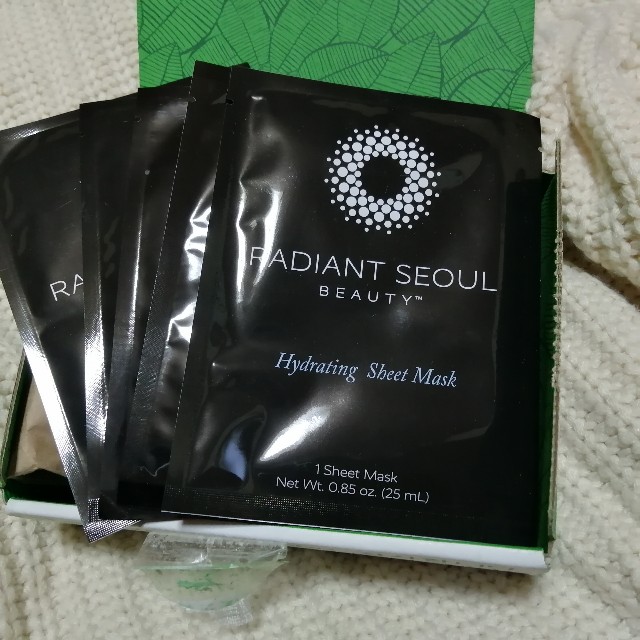 RADIANT SEOUL
BEAUTY™
Hydrating Sheet Mask
1 Sheet Mask
Net Wt. 0.85 oz. (25 mL)
RA